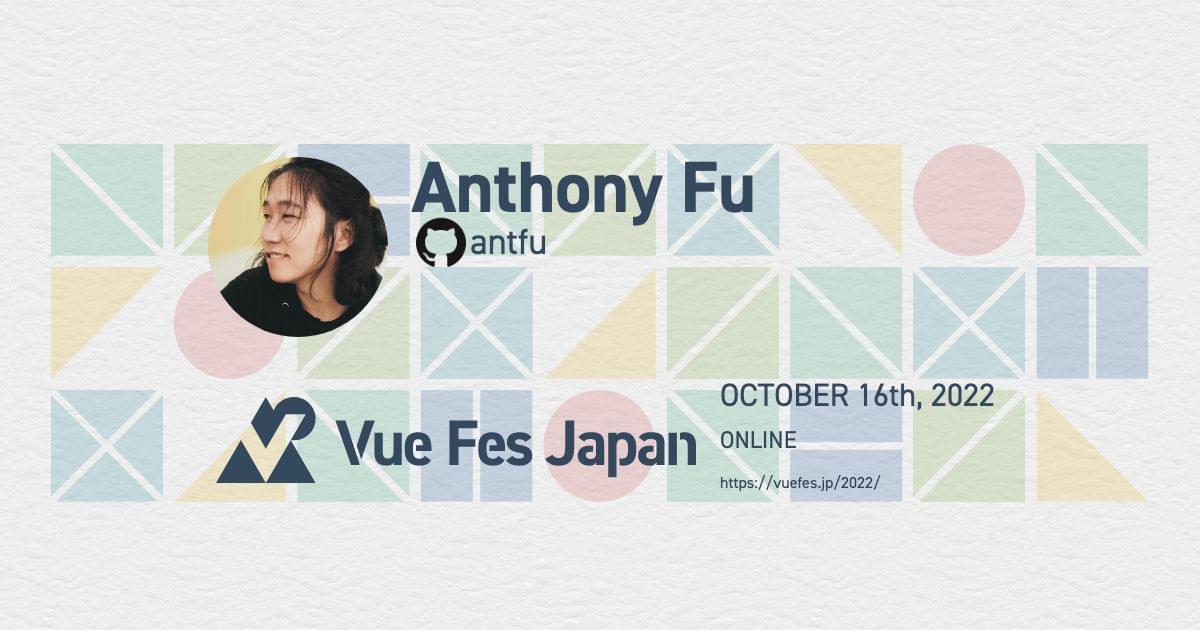 Anthony Fu
antfu
Vue Fes Japan
OCTOBER 16th, 2022
ONLINE
https://vuefes.jp/2022/